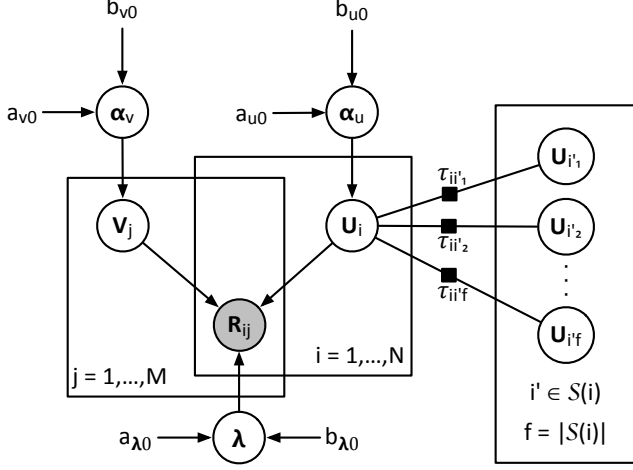 b_v0
b_u0
a_v0
α_v
a_u0
α_u
V_j
U_i
τ_ii'₁
U_i'₁
τ_ii'₂
U_i'₂
τ_ii'f
⋮
U_i'f
R_ij
j = 1,...,M
i = 1,...,N
i' ∈ S(i)
f = |S(i)|
a_λ0
λ
b_λ0